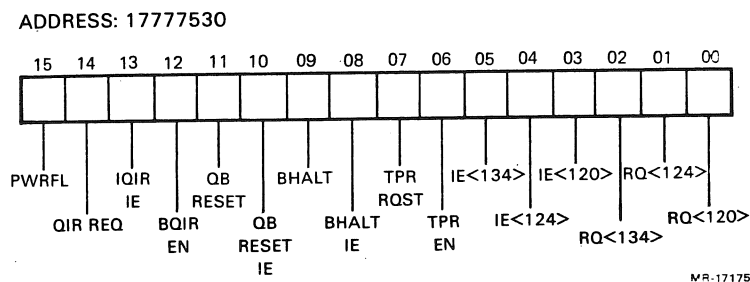 ADDRESS: 17777530
15 14 13 12 11 10 09 08 07 06 05 04 03 02 01 00
PWRFL IQIR QB BHALT TPR IE<134> IE<120> RQ<124>
IE RESET RQST
QIR REQ BQIR QB BHALT TPR IE<124> RQ<134> RQ<120>
EN RESET IE EN
IE
MR-17175